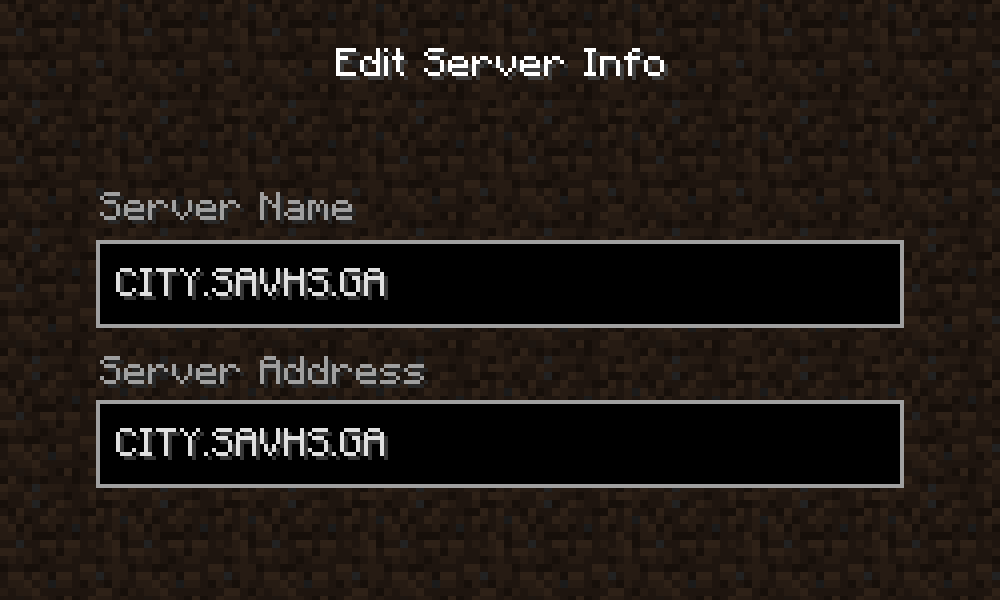 Edit Server Info
Server Name
CITY.SAVHS.GA
Server Address
CITY.SAVHS.GA